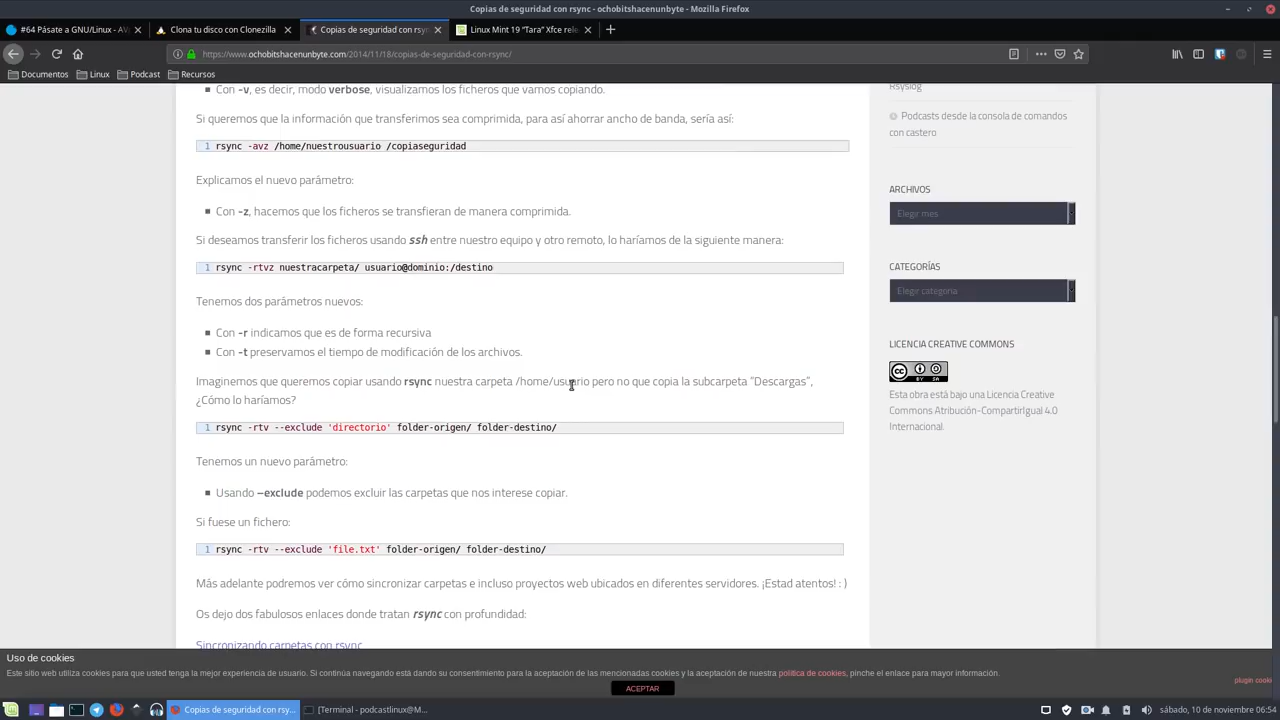 Copias de seguridad con rsync - ochobitshacenunbyte - Mozilla Firefox
#64 Pásate a GNU/Linux - AV
Clona tu disco con Clonezilla
Copias de seguridad con rsyn
Linux Mint 19 “Tara” Xfce rele
https://www.ochobitshacenunbyte.com/2014/11/18/copias-de-seguridad-con-rsync/
Documentos
Linux
Podcast
Recursos
Con -v, es decir, modo verbose, visualizamos los ficheros que vamos copiando.
Si queremos que la información que transferimos sea comprimida, para así ahorrar ancho de banda, sería así:
1 rsync -avz /home/nuestrousuario /copiaseguridad
Explicamos el nuevo parámetro:
Con -z, hacemos que los ficheros se transfieran de manera comprimida.
Si deseamos transferir los ficheros usando ssh entre nuestro equipo y otro remoto, lo haríamos de la siguiente manera:
1 rsync -rtvz nuestracarpeta/ usuario@dominio:/destino
Tenemos dos parámetros nuevos:
Con -r indicamos que es de forma recursiva
Con -t preservamos el tiempo de modificación de los archivos.
Imaginemos que queremos copiar usando rsync nuestra carpeta /home/usuario pero no que copia la subcarpeta “Descargas”,
¿Cómo lo haríamos?
1 rsync -rtv --exclude 'directorio' folder-origen/ folder-destino/
Tenemos un nuevo parámetro:
Usando –exclude podemos excluir las carpetas que nos interese copiar.
Si fuese un fichero:
1 rsync -rtv --exclude 'file.txt' folder-origen/ folder-destino/
Más adelante podremos ver cómo sincronizar carpetas e incluso proyectos web ubicados en diferentes servidores. ¡Estad atentos! : )
Os dejo dos fabulosos enlaces donde tratan rsync con profundidad:
Sincronizando carpetas con rsync
Rsyslog
Podcasts desde la consola de comandos
con castero
ARCHIVOS
Elegir mes
CATEGORÍAS
Elegir categoría
LICENCIA CREATIVE COMMONS
cc BY SA
Esta obra está bajo una Licencia Creative
Commons Atribución-CompartirIgual 4.0
Internacional.
Uso de cookies
Este sitio web utiliza cookies para que usted tenga la mejor experiencia de usuario. Si continúa navegando está dando su consentimiento para la aceptación de las mencionadas cookies y la aceptación de nuestra política de cookies, pinche el enlace para mayor información.
plugin cooki
ACEPTAR
Copias de seguridad con rsy...
[Terminal - podcastlinux@M...
sábado, 10 de noviembre 06:54